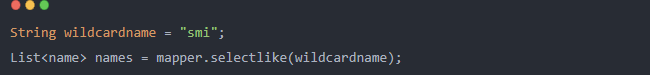 String wildcardname = "smi";
List<name> names = mapper.selectlike(wildcardname);